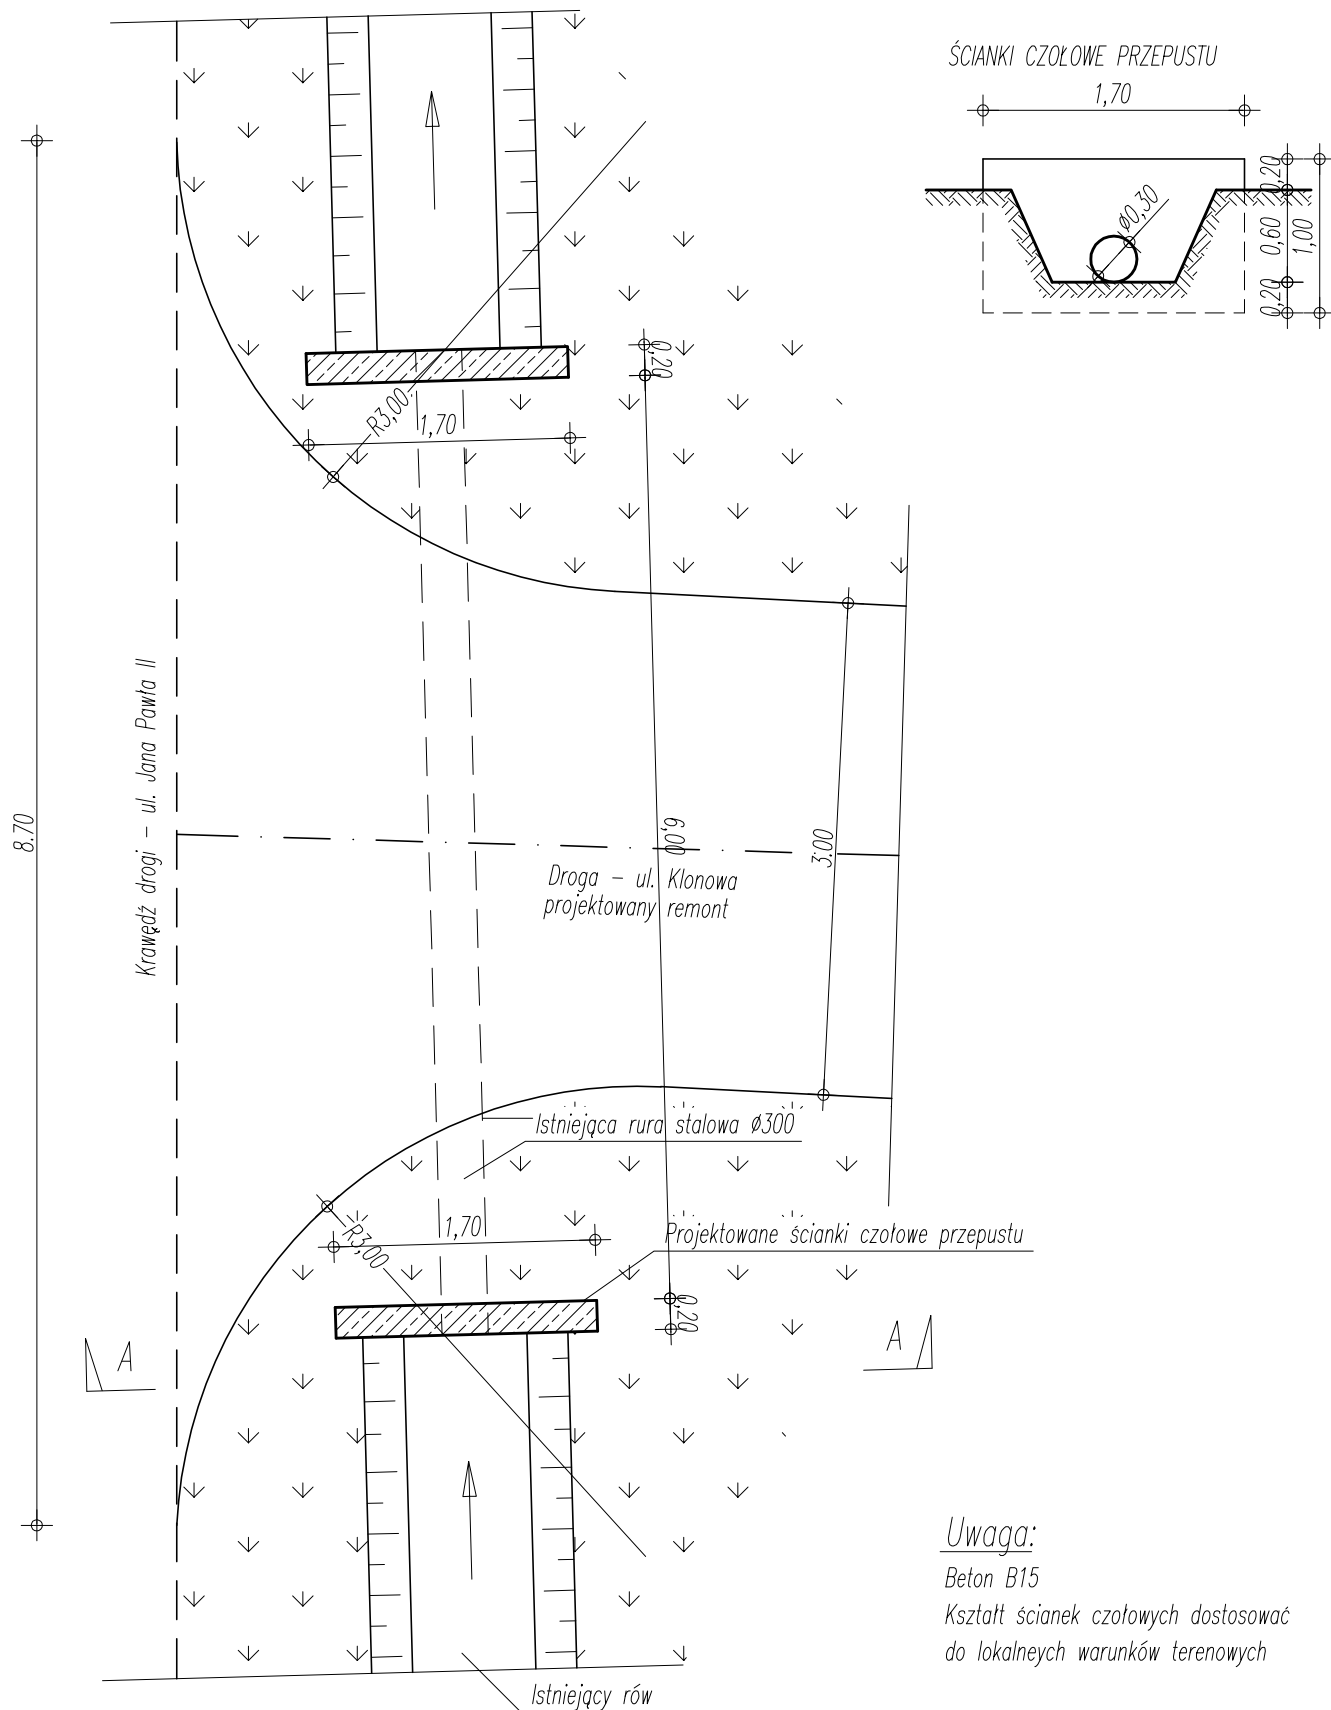 ŚCIANKI CZOŁOWE PRZEPUSTU
1,70
Ø0,30
0,20
0,60
0,20
1,00
0,20
R3,00
1,70
8.70
Krawędź drogi – ul. Jana Pawła II
6,00
3.00
Droga – ul. Klonowa
projektowany remont
Istniejąca rura stalowa Ø300
1,70
R3,00
Projektowane ścianki czołowe przepustu
0,20
A
A
Uwaga:
Beton B15
Kształt ścianek czołowych dostosować
do lokalneych warunków terenowych
Istniejący rów